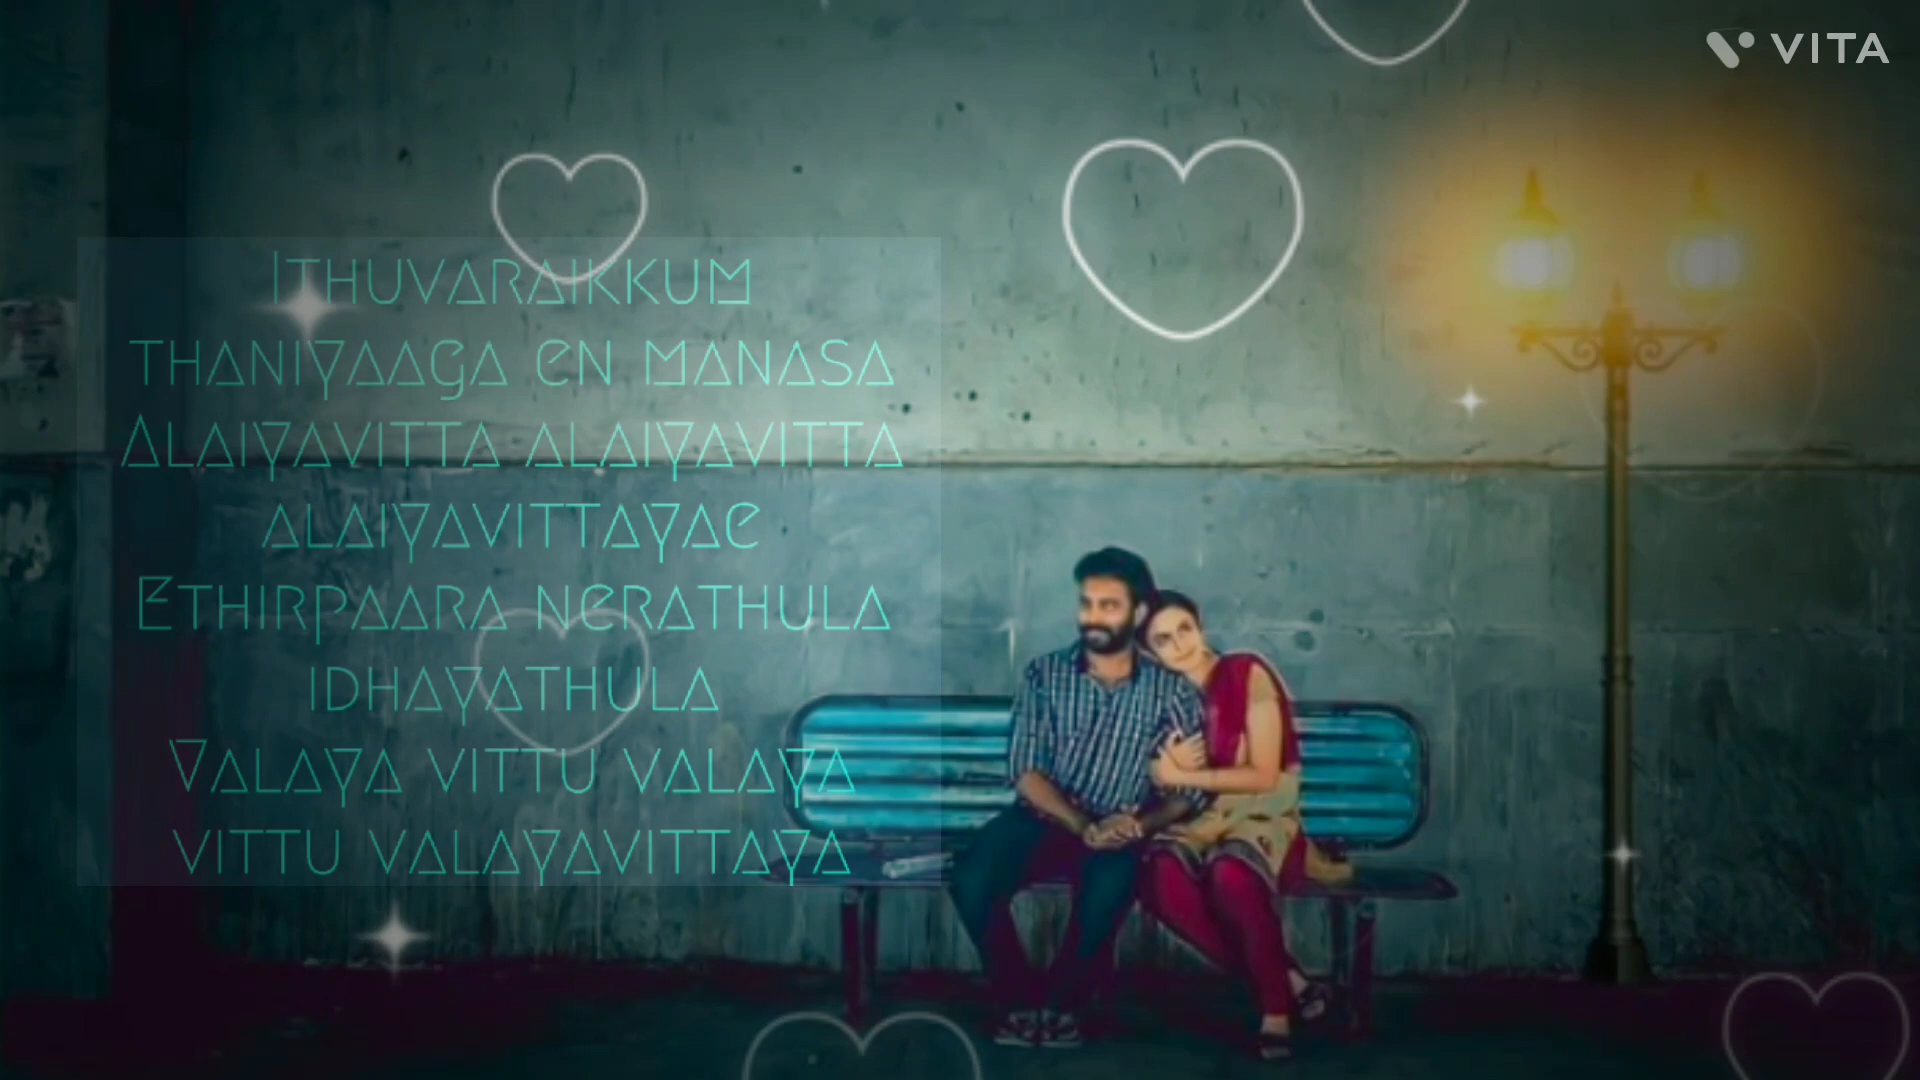 VITA
Ithuvaraikkum
thaniyaaga en manasa
Alaiyavitta alaiyavitta
alaiyavittayae
Ethirpaara nerathula
idhayathula
Valaya vittu valaya
vittu valayavittaya